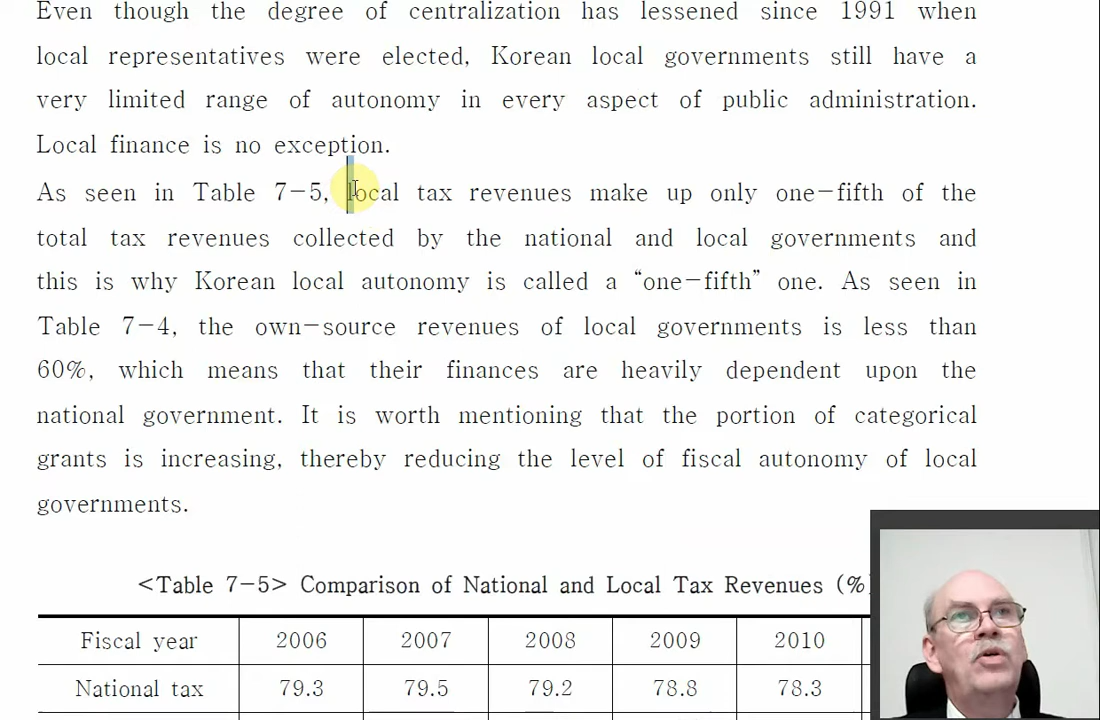 Even though the degree of centralization has lessened since 1991 when
local representatives were elected, Korean local governments still have a
very limited range of autonomy in every aspect of public administration.
Local finance is no exception.
As seen in Table 7-5, local tax revenues make up only one-fifth of the
total tax revenues collected by the national and local governments and
this is why Korean local autonomy is called a “one-fifth” one. As seen in
Table 7-4, the own-source revenues of local governments is less than
60%, which means that their finances are heavily dependent upon the
national government. It is worth mentioning that the portion of categorical
grants is increasing, thereby reducing the level of fiscal autonomy of local
governments.
<Table 7-5> Comparison of National and Local Tax Revenues (%
Fiscal year 2006 2007 2008 2009 2010
National tax 79.3 79.5 79.2 78.8 78.3